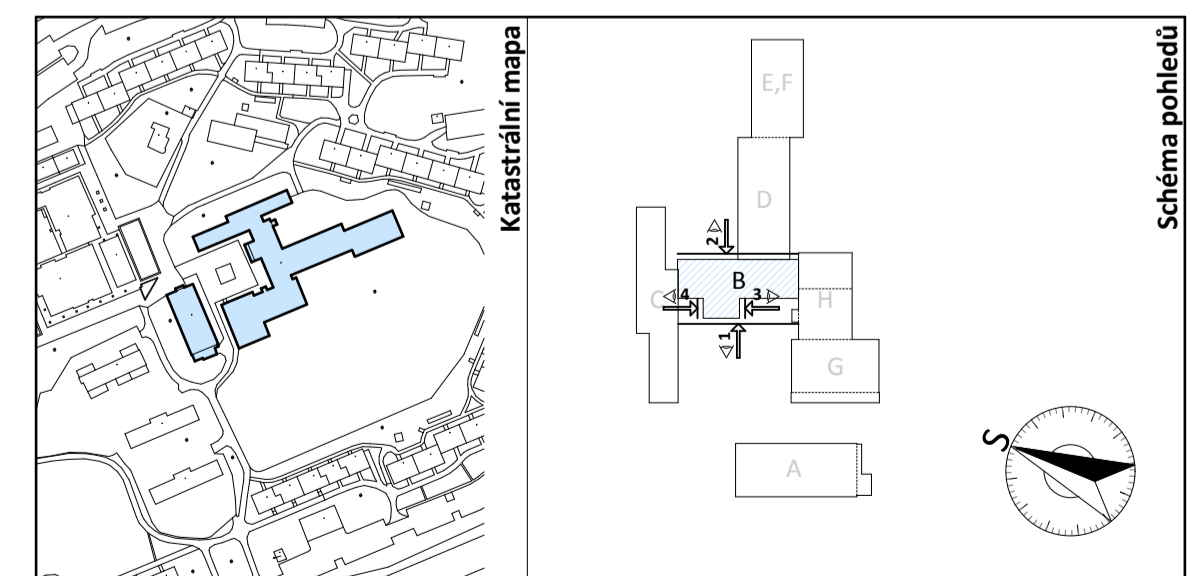 Katastrální mapa
Schéma pohledů
E,F
D
2
B
C
4
3
H
1
G
A
S